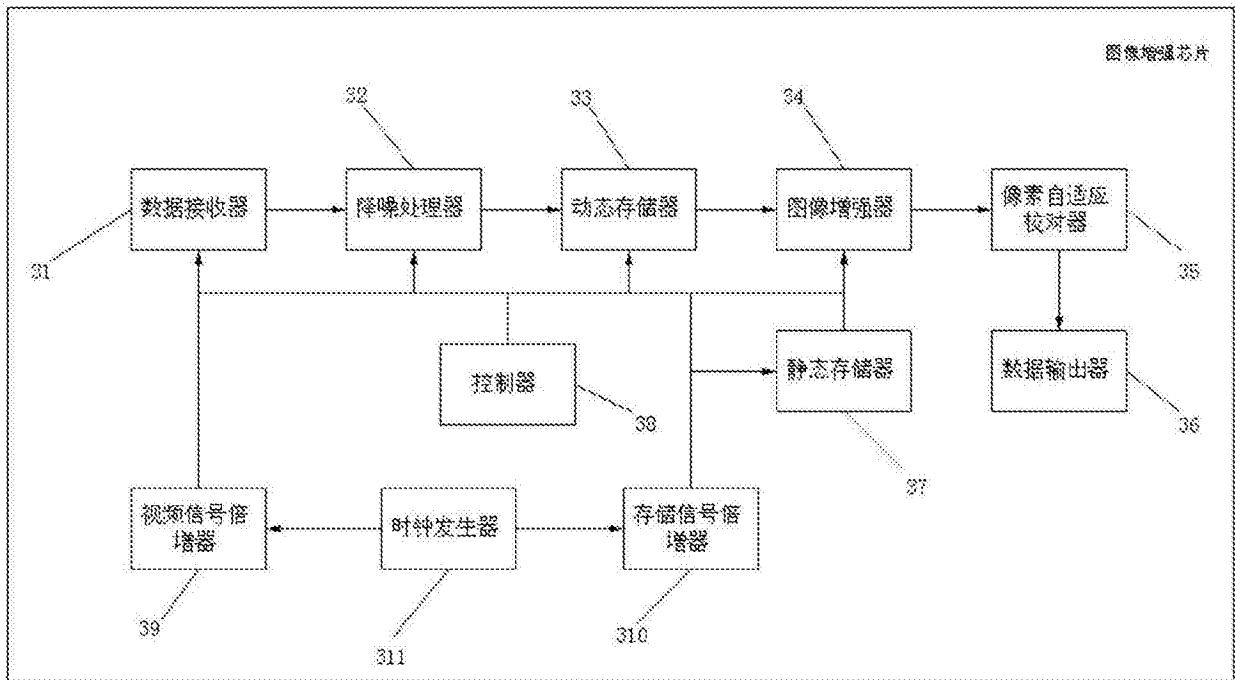 图像增强芯片
32
33
34
数据接收器
降噪处理器
动态存储器
图像增强器
像素自适应
校对器
31
35
控制器
静态存储器
数据输出器
38
36
37
视频信号倍
增器
时钟发生器
存储信号倍
增器
39
311
310